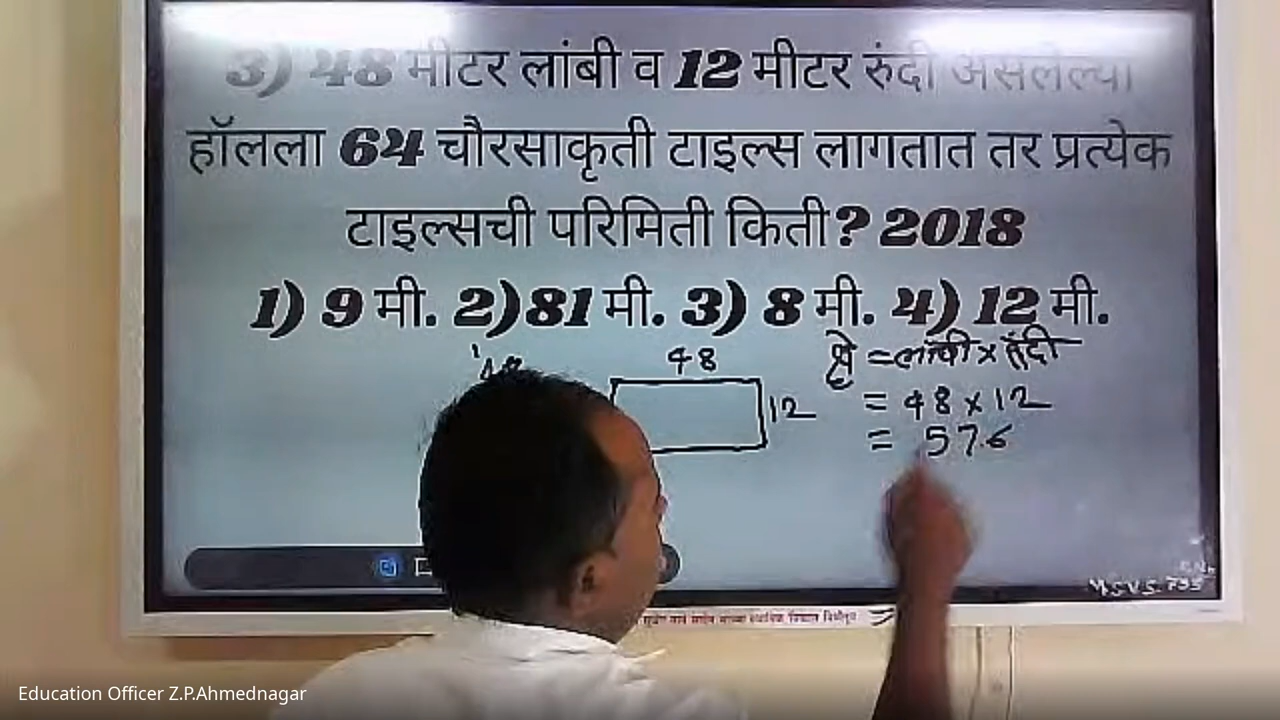 3) 48 मीटर लांबी व 12 मीटर रुंदी असलेल्या
हॉलला 64 चौरसाकृती टाइल्स लागतात तर प्रत्येक
टाइल्सची परिमिती किती? 2018
1) 9 मी. 2)81 मी. 3) 8 मी. 4) 12 मी.
48
12
क्षे = लांबी × रुंदी
= 48 × 12
= 576
Education Officer Z.P.Ahmednagar